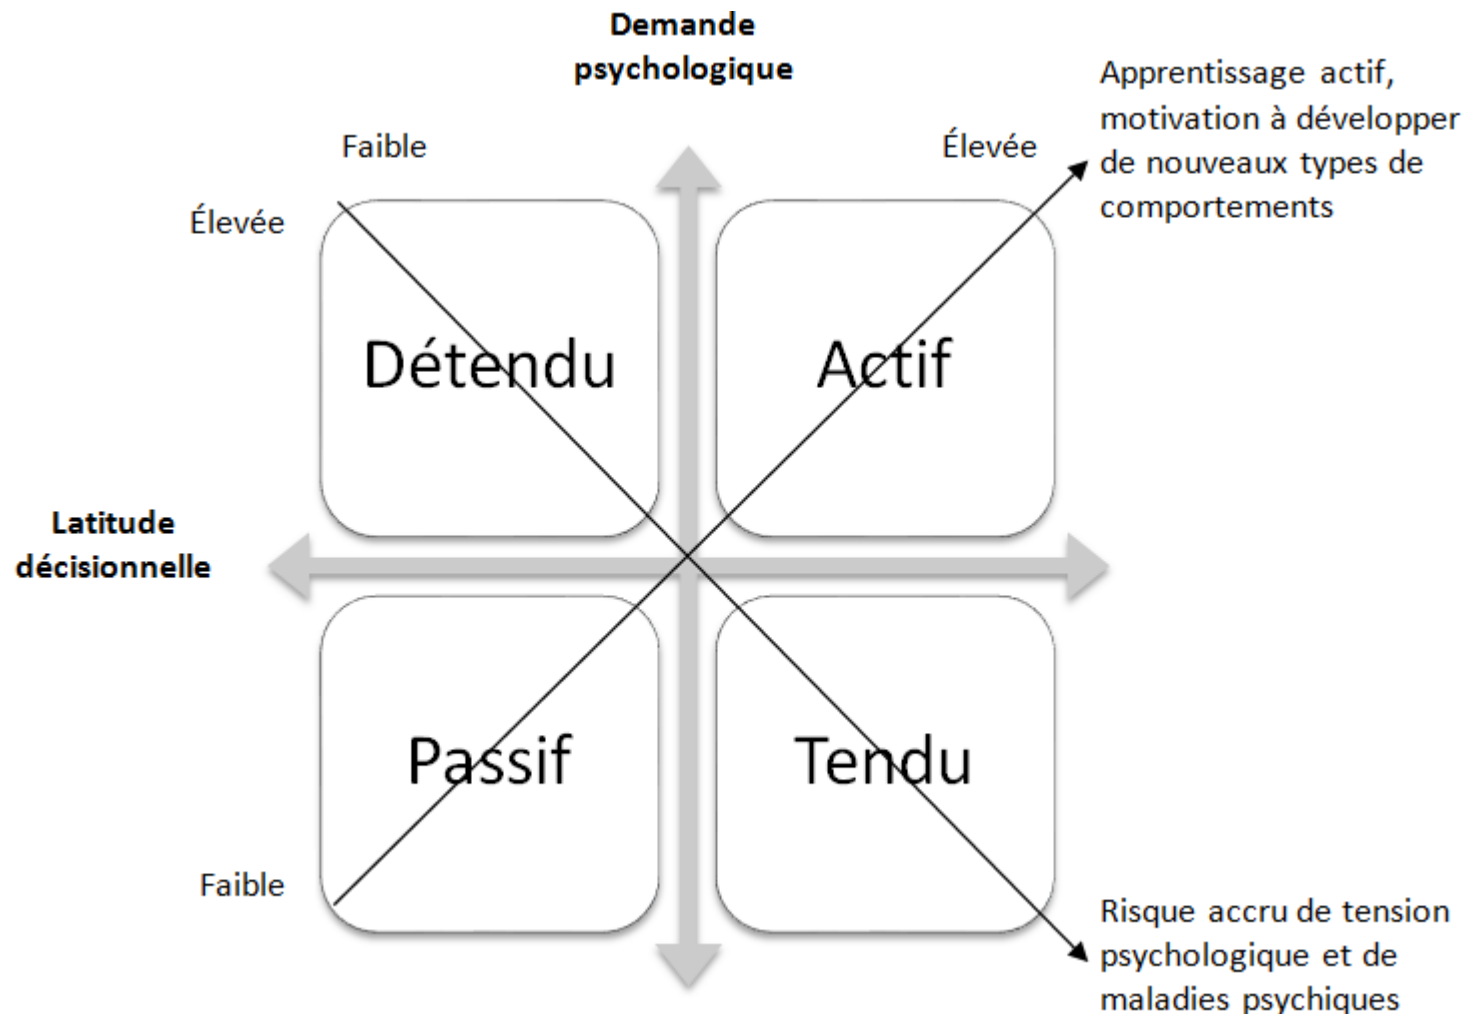 Demande
psychologique
Faible
Élevée
Apprentissage actif,
motivation à développer
de nouveaux types de
comportements
Élevée
Détendu
Actif
Latitude
décisionnelle
Passif
Tendu
Faible
Risque accru de tension
psychologique et de
maladies psychiques